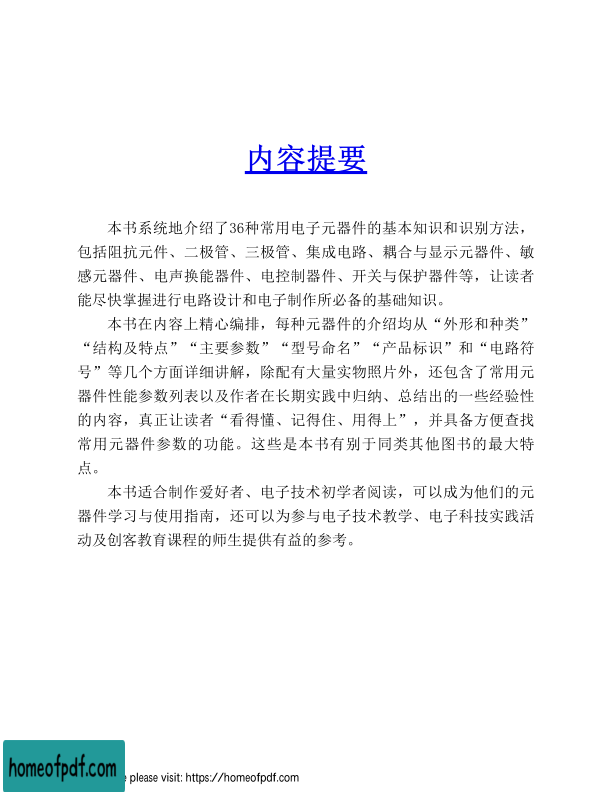 内容提要
本书系统地介绍了36种常用电子元器件的基本知识和识别方法，
包括阻抗元件、二极管、三极管、集成电路、耦合与显示元器件、敏
感元器件、电声换能器件、电控制器件、开关与保护器件等，让读者
能尽快掌握进行电路设计和电子制作所必备的基础知识。
本书在内容上精心编排，每种元器件的介绍均从“外形和种类”
“结构及特点”“主要参数”“型号命名”“产品标识”和“电路符
号”等几个方面详细讲解，除配有大量实物照片外，还包含了常用元
器件性能参数列表以及作者在长期实践中归纳、总结出的一些经验性
的内容，真正让读者“看得懂、记得住、用得上”，并具备方便查找
常用元器件参数的功能。这些是本书有别于同类其他图书的最大特
点。
本书适合制作爱好者、电子技术初学者阅读，可以成为他们的元
器件学习与使用指南，还可以为参与电子技术教学、电子科技实践活
动及创客教育课程的师生提供有益的参考。
homeofpdf.com
e please visit: https://homeofpdf.com